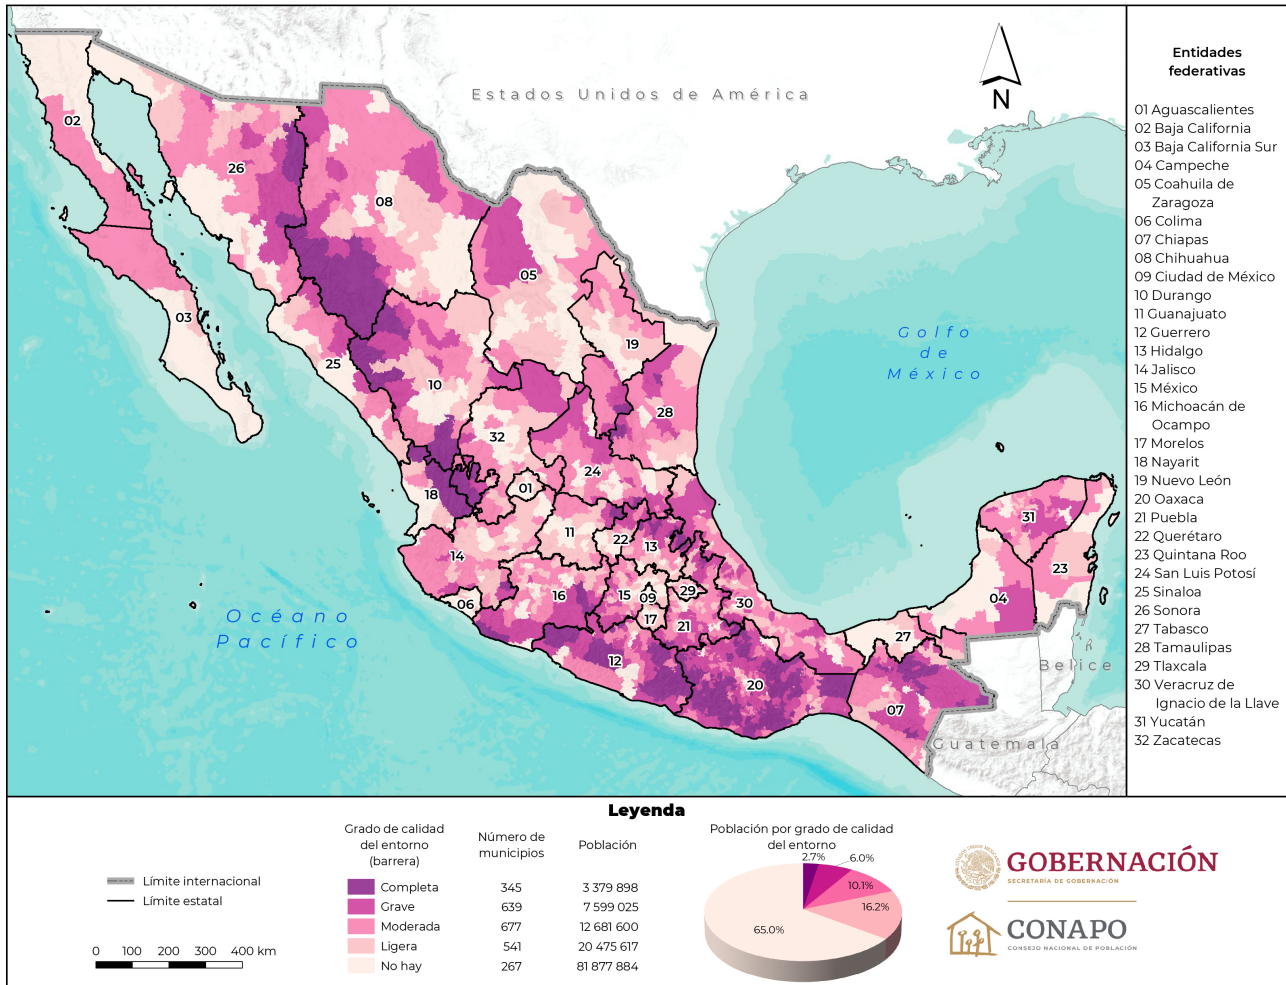 Estados Unidos de América
N
Golfo
de
México
Océano
Pacífico
Belice
Guatemala
02
26
08
05
03
25
10
19
28
32
24
01
18
11
22
13
31
14
23
16
15
09
29
06
30
04
17
21
27
12
20
07
Entidades
federativas
01 Aguascalientes
02 Baja California
03 Baja California Sur
04 Campeche
05 Coahuila de
Zaragoza
06 Colima
07 Chiapas
08 Chihuahua
09 Ciudad de México
10 Durango
11 Guanajuato
12 Guerrero
13 Hidalgo
14 Jalisco
15 México
16 Michoacán de
Ocampo
17 Morelos
18 Nayarit
19 Nuevo León
20 Oaxaca
21 Puebla
22 Querétaro
23 Quintana Roo
24 San Luis Potosí
25 Sinaloa
26 Sonora
27 Tabasco
28 Tamaulipas
29 Tlaxcala
30 Veracruz de
Ignacio de la Llave
31 Yucatán
32 Zacatecas
Leyenda
Límite internacional
Límite estatal
0 100 200 300 400 km
Grado de calidad
del entorno
(barrera)
Número de
municipios
Población
Completa 345 3 379 898
Grave 639 7 599 025
Moderada 677 12 681 600
Ligera 541 20 475 617
No hay 267 81 877 884
Población por grado de calidad
del entorno
2.7%
6.0%
10.1%
16.2%
65.0%
GOBERNACIÓN
SECRETARÍA DE GOBERNACIÓN
CONAPO
CONSEJO NACIONAL DE POBLACIÓN